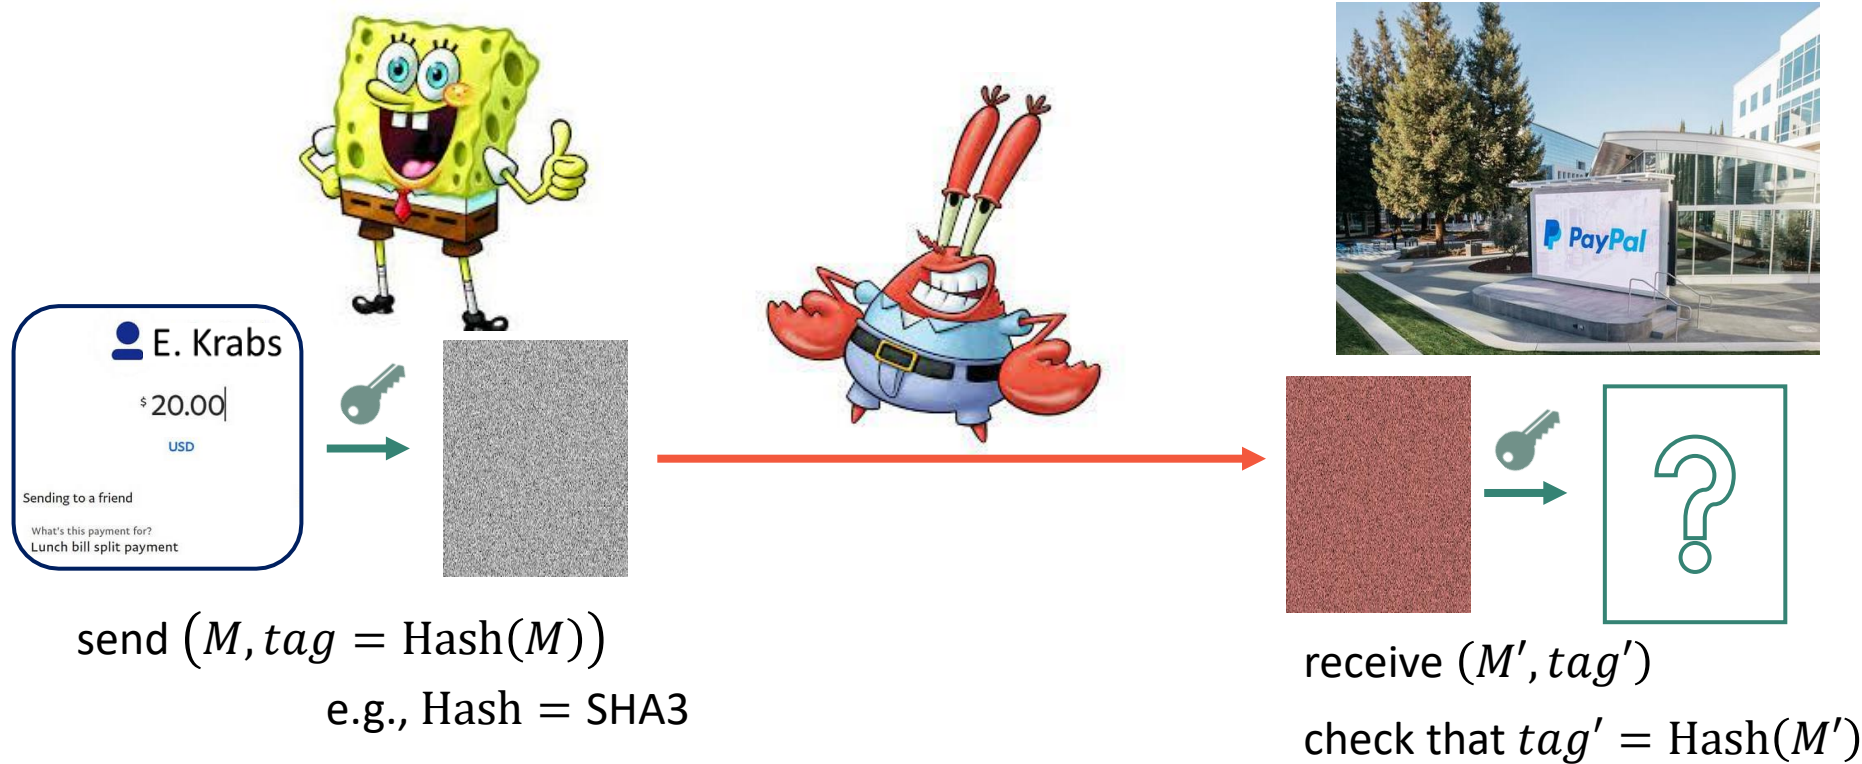 E. Krabs
$ 20.00
USD
Sending to a friend
What's this payment for?
Lunch bill split payment
PayPal
send (M, tag = Hash(M))
e.g., Hash = SHA3
receive (M′, tag′)
check that tag′ = Hash(M′)